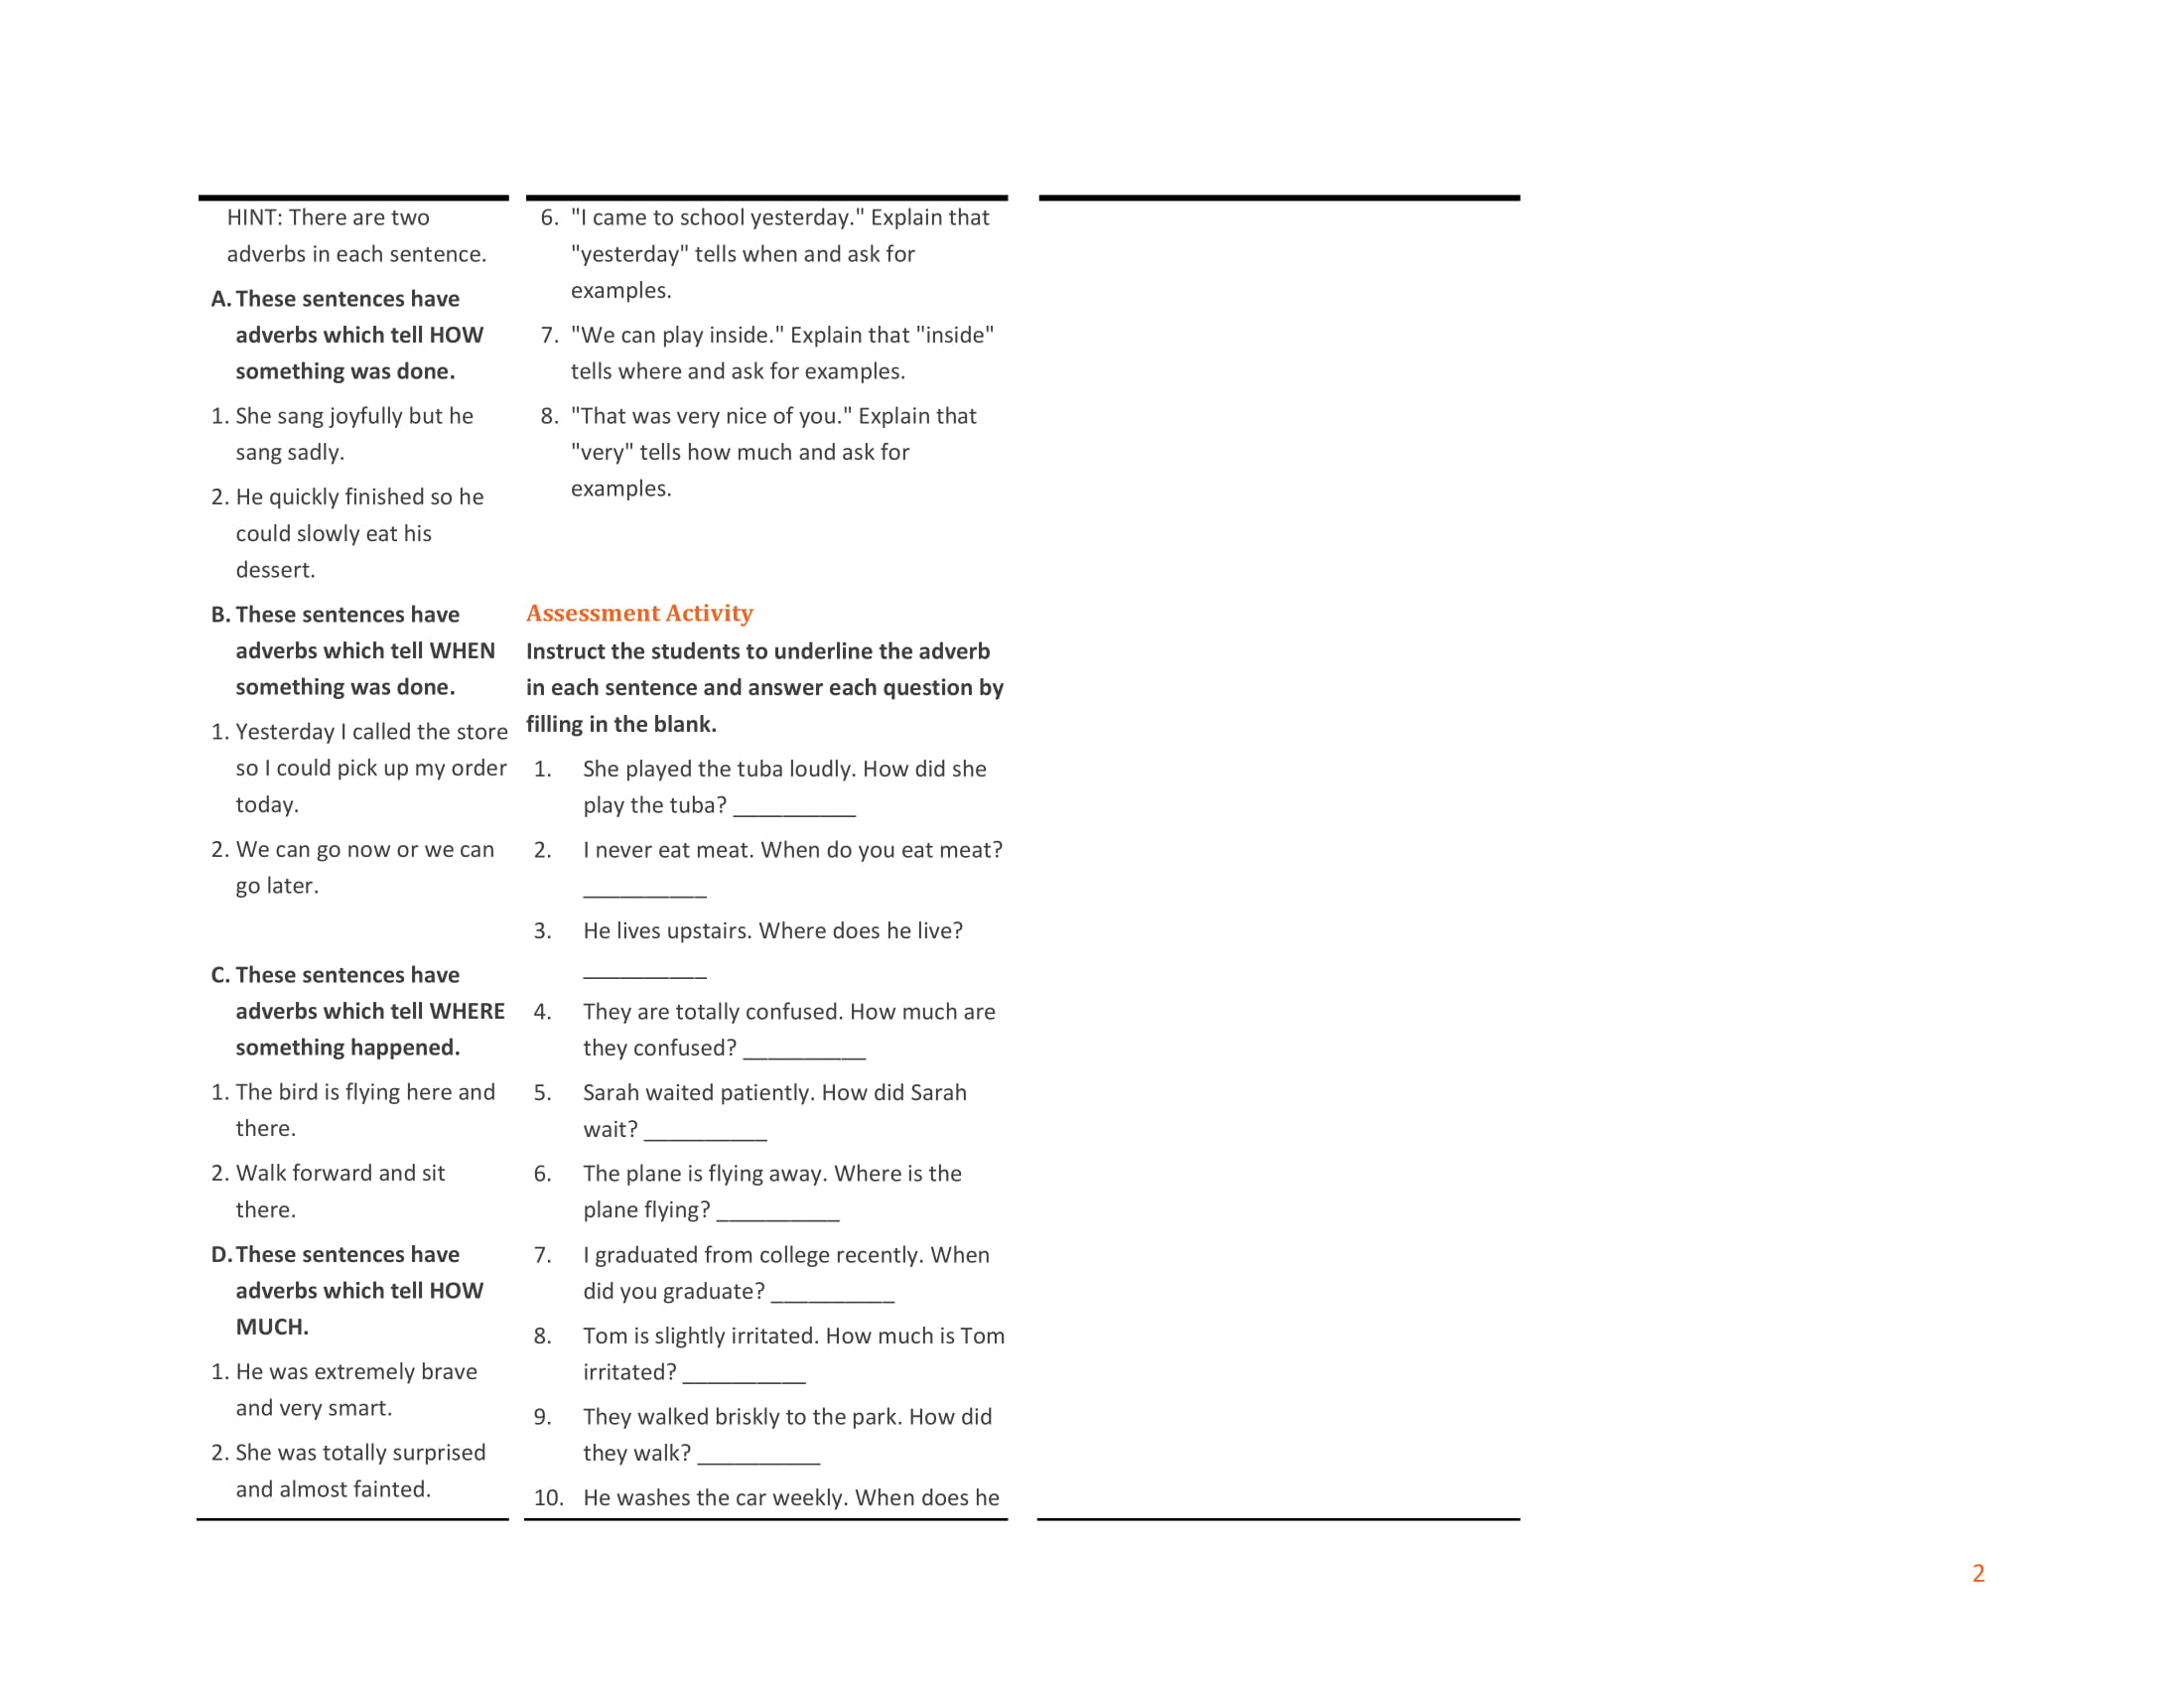 HINT: There are two
adverbs in each sentence.
A. These sentences have
adverbs which tell HOW
something was done.
1. She sang joyfully but he
sang sadly.
2. He quickly finished so he
could slowly eat his
dessert.
B. These sentences have
adverbs which tell WHEN
something was done.
1. Yesterday I called the store
so I could pick up my order
today.
2. We can go now or we can
go later.
C. These sentences have
adverbs which tell WHERE
something happened.
1. The bird is flying here and
there.
2. Walk forward and sit
there.
D. These sentences have
adverbs which tell HOW
MUCH.
1. He was extremely brave
and very smart.
2. She was totally surprised
and almost fainted.
6. "I came to school yesterday." Explain that
"yesterday" tells when and ask for
examples.
7. "We can play inside." Explain that "inside"
tells where and ask for examples.
8. "That was very nice of you." Explain that
"very" tells how much and ask for
examples.
Assessment Activity
Instruct the students to underline the adverb
in each sentence and answer each question by
filling in the blank.
1. She played the tuba loudly. How did she
play the tuba? __________
2. I never eat meat. When do you eat meat?
__________
3. He lives upstairs. Where does he live?
__________
4. They are totally confused. How much are
they confused? __________
5. Sarah waited patiently. How did Sarah
wait? __________
6. The plane is flying away. Where is the
plane flying? __________
7. I graduated from college recently. When
did you graduate? __________
8. Tom is slightly irritated. How much is Tom
irritated? __________
9. They walked briskly to the park. How did
they walk? __________
10. He washes the car weekly. When does he
2